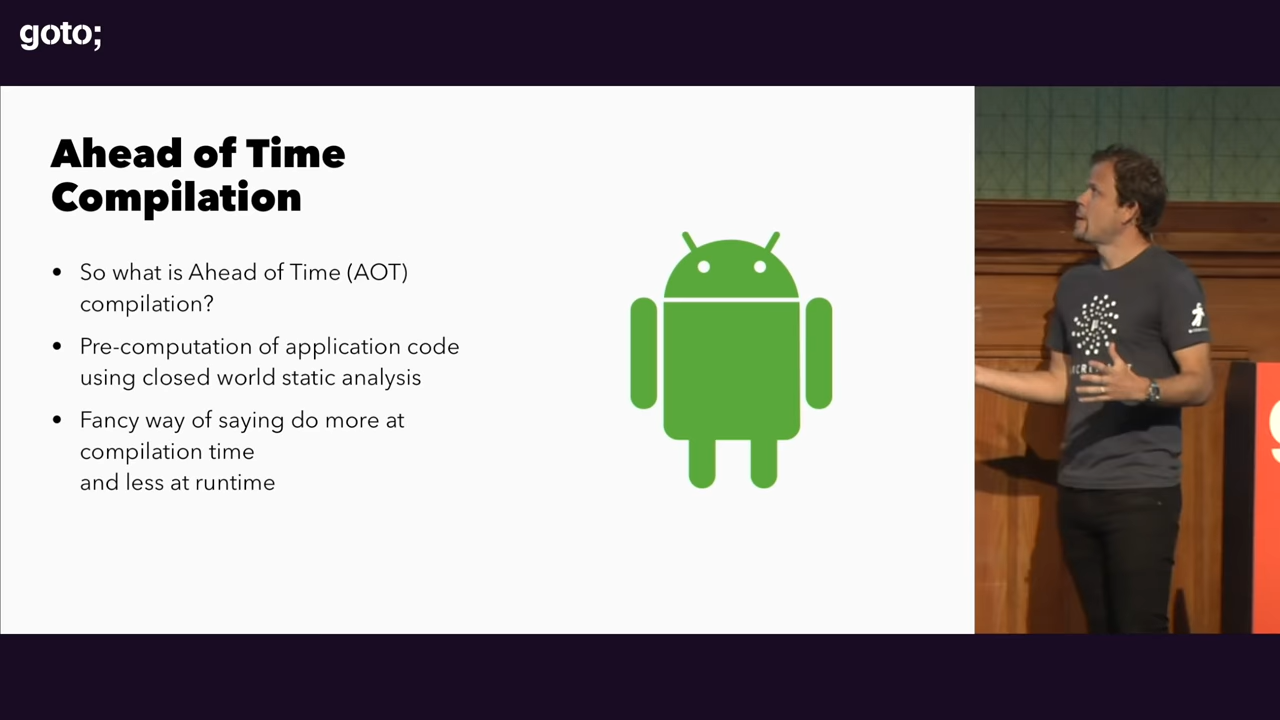 goto;
Ahead of Time
Compilation
• So what is Ahead of Time (AOT)
compilation?
• Pre-computation of application code
using closed world static analysis
• Fancy way of saying do more at
compilation time
and less at runtime